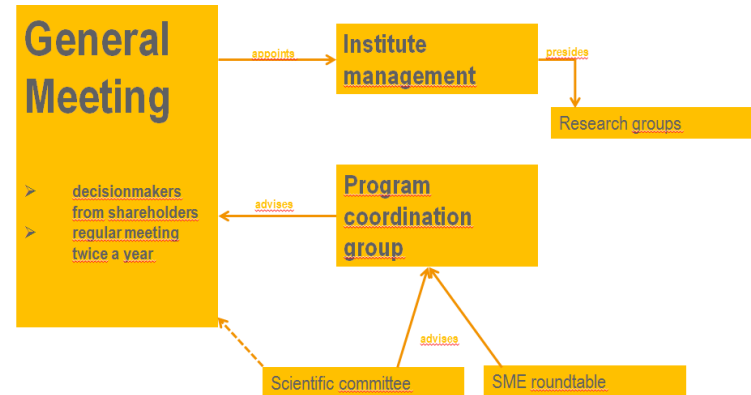 General
Meeting
➢ decisionmakers
from shareholders
➢ regular meeting
twice a year
appoints
Institute
management
presides
Research groups
advises
Program
coordination
group
advises
Scientific committee
SME roundtable